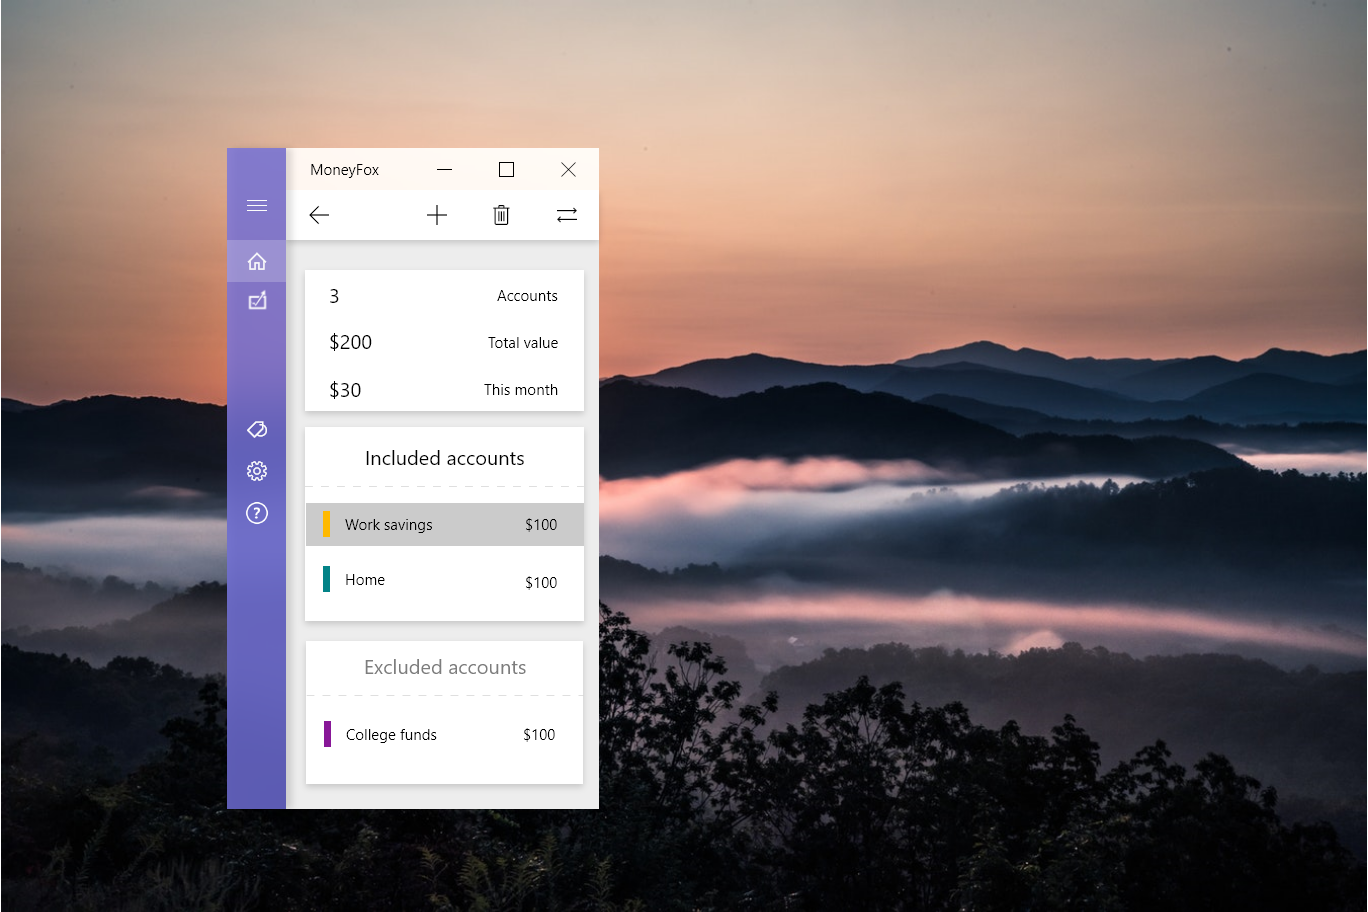 MoneyFox
3 Accounts
$200 Total value
$30 This month
Included accounts
Work savings $100
Home $100
Excluded accounts
College funds $100